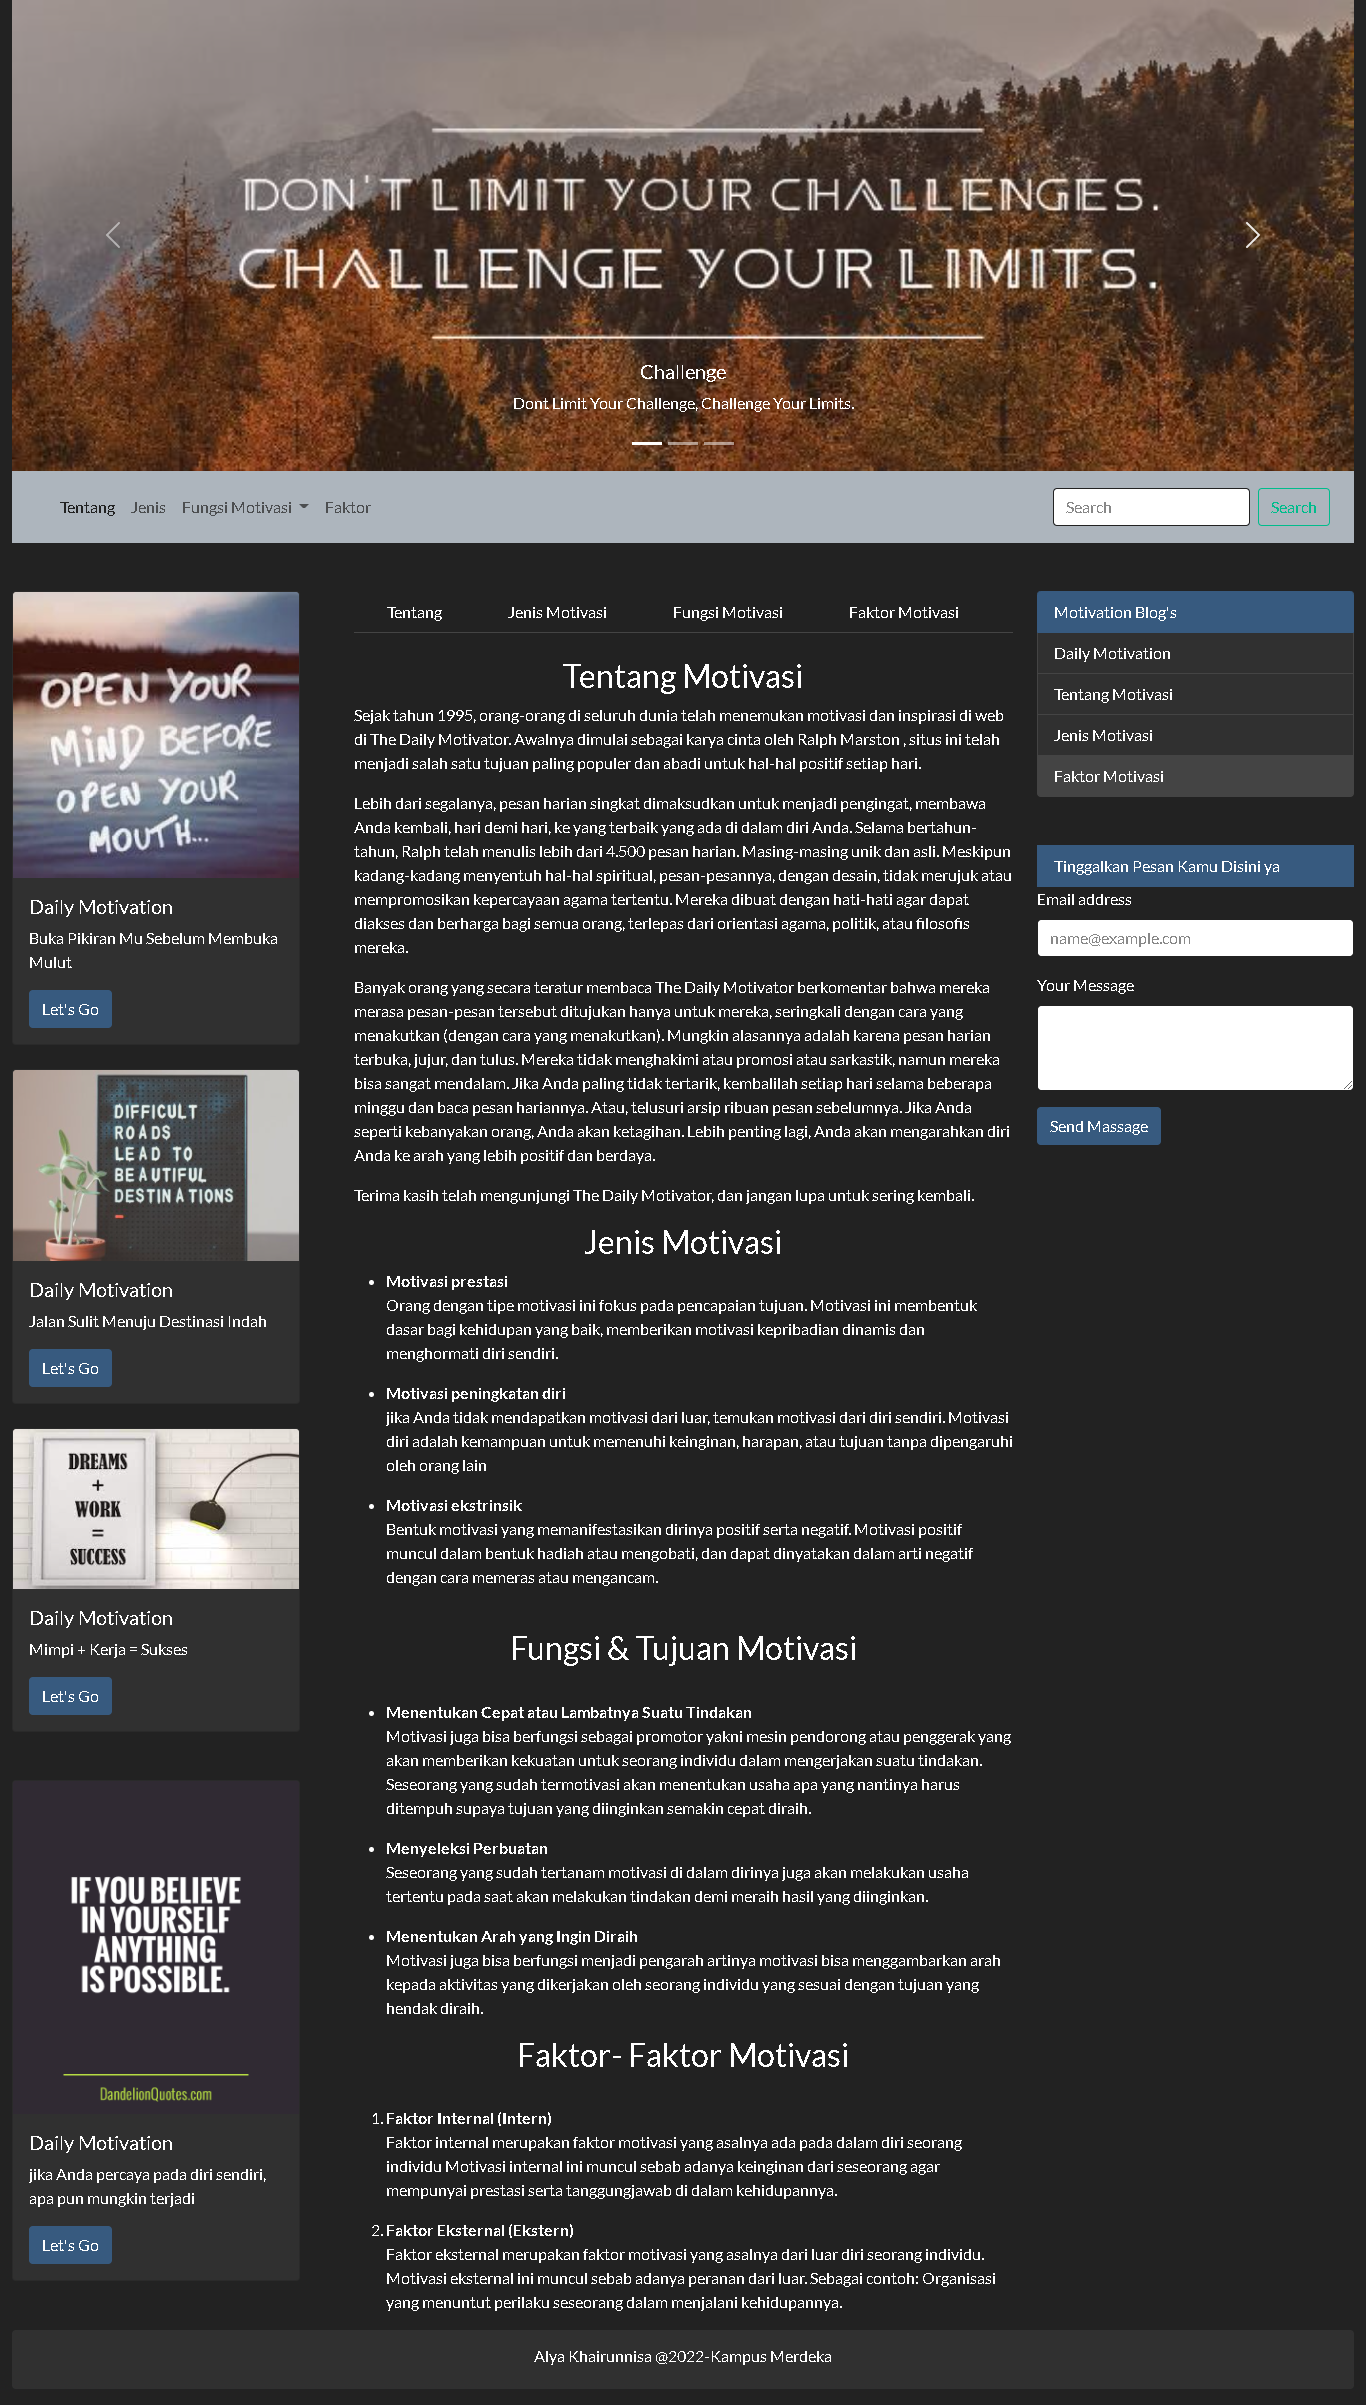 DON'T LIMIT YOUR CHALLENGES.
CHALLENGE YOUR LIMITS.
Challenge
Dont Limit Your Challenge, Challenge Your Limits.
Tentang
Jenis
Fungsi Motivasi
Faktor
Search
Search
OPEN YOUR
MIND BEFORE
OPEN YOUR
MOUTH...
Daily Motivation
Buka Pikiran Mu Sebelum Membuka
Mulut
Let's Go
DIFFICULT
ROADS
LEAD TO
BEAUTIFUL
DESTINATIONS
Daily Motivation
Jalan Sulit Menuju Destinasi Indah
Let's Go
DREAMS
+
WORK
=
SUCCESS
Daily Motivation
Mimpi + Kerja = Sukses
Let's Go
IF YOU BELIEVE
IN YOURSELF
ANYTHING
IS POSSIBLE.
DandelionQuotes.com
Daily Motivation
jika Anda percaya pada diri sendiri,
apa pun mungkin terjadi
Let's Go
Tentang
Jenis Motivasi
Fungsi Motivasi
Faktor Motivasi
Tentang Motivasi
Sejak tahun 1995, orang-orang di seluruh dunia telah menemukan motivasi dan inspirasi di web
di The Daily Motivator. Awalnya dimulai sebagai karya cinta oleh Ralph Marston , situs ini telah
menjadi salah satu tujuan paling populer dan abadi untuk hal-hal positif setiap hari.
Lebih dari segalanya, pesan harian singkat dimaksudkan untuk menjadi pengingat, membawa
Anda kembali, hari demi hari, ke yang terbaik yang ada di dalam diri Anda. Selama bertahun-
tahun, Ralph telah menulis lebih dari 4.500 pesan harian. Masing-masing unik dan asli. Meskipun
kadang-kadang menyentuh hal-hal spiritual, pesan-pesannya, dengan desain, tidak merujuk atau
mempromosikan kepercayaan agama tertentu. Mereka dibuat dengan hati-hati agar dapat
diakses dan berharga bagi semua orang, terlepas dari orientasi agama, politik, atau filosofis
mereka.
Banyak orang yang secara teratur membaca The Daily Motivator berkomentar bahwa mereka
merasa pesan-pesan tersebut ditujukan hanya untuk mereka, seringkali dengan cara yang
menakutkan (dengan cara yang menakutkan). Mungkin alasannya adalah karena pesan harian
terbuka, jujur, dan tulus. Mereka tidak menghakimi atau promosi atau sarkastik, namun mereka
bisa sangat mendalam. Jika Anda paling tidak tertarik, kembalilah setiap hari selama beberapa
minggu dan baca pesan hariannya. Atau, telusuri arsip ribuan pesan sebelumnya. Jika Anda
seperti kebanyakan orang, Anda akan ketagihan. Lebih penting lagi, Anda akan mengarahkan diri
Anda ke arah yang lebih positif dan berdaya.
Terima kasih telah mengunjungi The Daily Motivator, dan jangan lupa untuk sering kembali.
Jenis Motivasi
• Motivasi prestasi
Orang dengan tipe motivasi ini fokus pada pencapaian tujuan. Motivasi ini membentuk
dasar bagi kehidupan yang baik, memberikan motivasi kepribadian dinamis dan
menghormati diri sendiri.
• Motivasi peningkatan diri
jika Anda tidak mendapatkan motivasi dari luar, temukan motivasi dari diri sendiri. Motivasi
diri adalah kemampuan untuk memenuhi keinginan, harapan, atau tujuan tanpa dipengaruhi
oleh orang lain
• Motivasi ekstrinsik
Bentuk motivasi yang memanifestasikan dirinya positif serta negatif. Motivasi positif
muncul dalam bentuk hadiah atau mengobati, dan dapat dinyatakan dalam arti negatif
dengan cara memeras atau mengancam.
Fungsi & Tujuan Motivasi
• Menentukan Cepat atau Lambatnya Suatu Tindakan
Motivasi juga bisa berfungsi sebagai promotor yakni mesin pendorong atau penggerak yang
akan memberikan kekuatan untuk seorang individu dalam mengerjakan suatu tindakan.
Seseorang yang sudah termotivasi akan menentukan usaha apa yang nantinya harus
ditempuh supaya tujuan yang diinginkan semakin cepat diraih.
• Menyeleksi Perbuatan
Seseorang yang sudah tertanam motivasi di dalam dirinya juga akan melakukan usaha
tertentu pada saat akan melakukan tindakan demi meraih hasil yang diinginkan.
• Menentukan Arah yang Ingin Diraih
Motivasi juga bisa berfungsi menjadi pengarah artinya motivasi bisa menggambarkan arah
kepada aktivitas yang dikerjakan oleh seorang individu yang sesuai dengan tujuan yang
hendak diraih.
Faktor- Faktor Motivasi
1. Faktor Internal (Intern)
Faktor internal merupakan faktor motivasi yang asalnya ada pada dalam diri seorang
individu Motivasi internal ini muncul sebab adanya keinginan dari seseorang agar
mempunyai prestasi serta tanggungjawab di dalam kehidupannya.
2. Faktor Eksternal (Ekstern)
Faktor eksternal merupakan faktor motivasi yang asalnya dari luar diri seorang individu.
Motivasi eksternal ini muncul sebab adanya peranan dari luar. Sebagai contoh: Organisasi
yang menuntut perilaku seseorang dalam menjalani kehidupannya.
Motivation Blog's
Daily Motivation
Tentang Motivasi
Jenis Motivasi
Faktor Motivasi
Tinggalkan Pesan Kamu Disini ya
Email address
name@example.com
Your Message
Send Massage
Alya Khairunnisa @2022-Kampus Merdeka